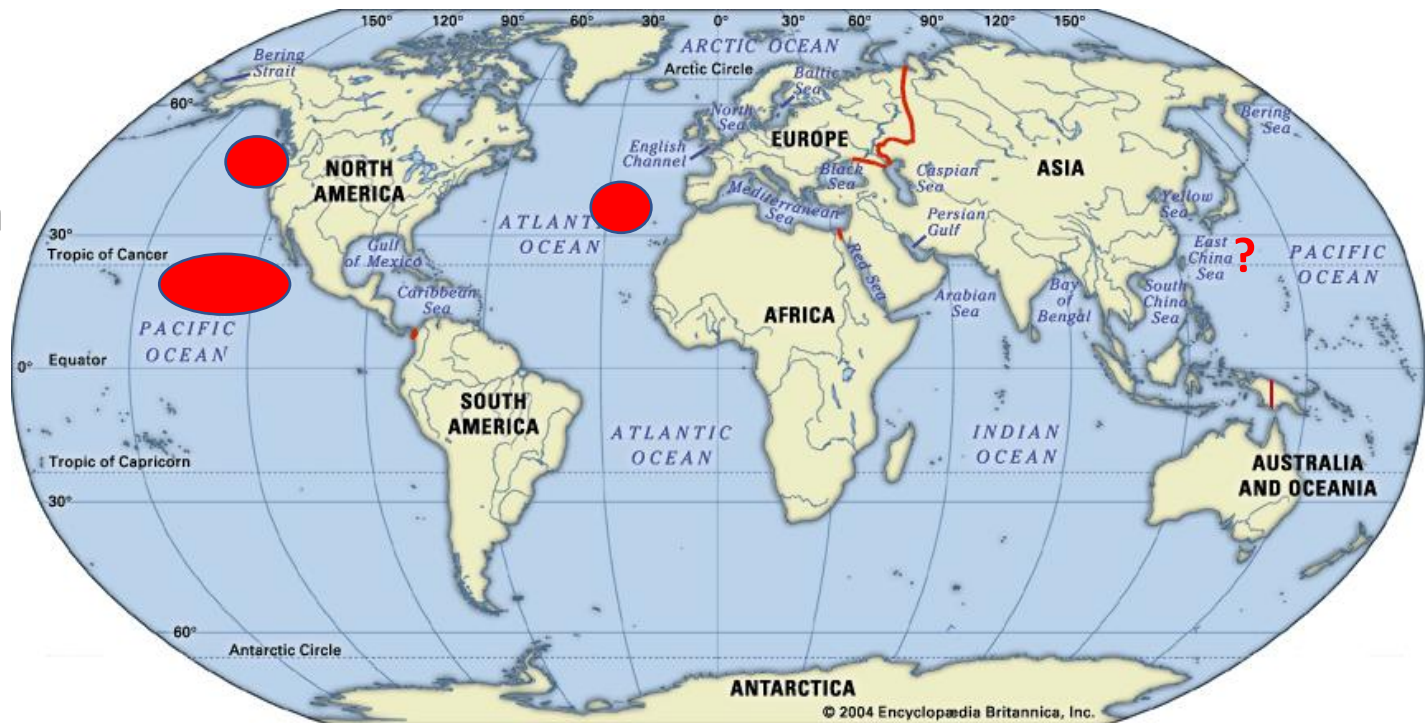 150°
120°
90°
60°
30°
0°
30°
60°
90°
120°
150°
ARCTIC OCEAN
Arctic Circle
Bering
Strait
Baltic
Sea
60°
North
Sea
Bering
Sea
EUROPE
English
Channel
ASIA
NORTH
AMERICA
Black
Sea
Caspian
Sea
Mediterranean
Sea
Yellow
Sea
ATLANTIC
OCEAN
Persian
Gulf
30°
Tropic of Cancer
Gulf
of Mexico
Red Sea
East
China
Sea
?
PACIFIC
OCEAN
Caribbean
Sea
Arabian
Sea
Bay
of
Bengal
South
China
Sea
AFRICA
PACIFIC
OCEAN
0°
Equator
SOUTH
AMERICA
ATLANTIC
OCEAN
INDIAN
OCEAN
Tropic of Capricorn
AUSTRALIA
AND OCEANIA
30°
60°
Antarctic Circle
ANTARCTICA
© 2004 Encyclopædia Britannica, Inc.